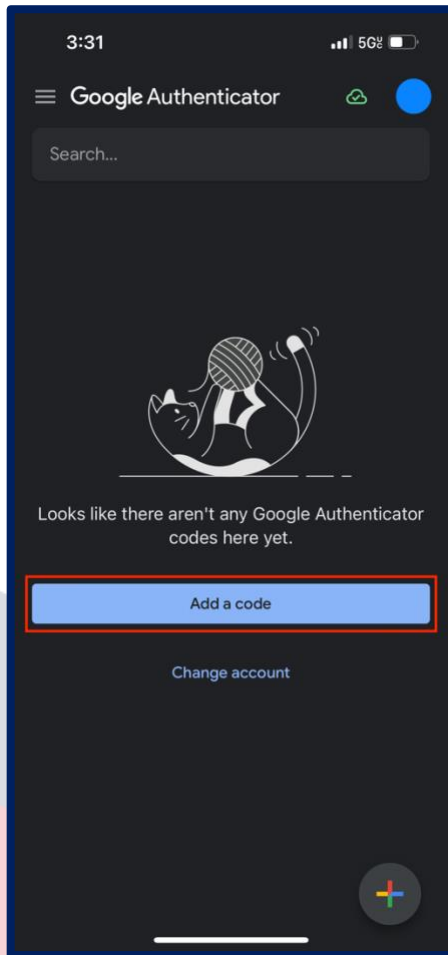 3:31
5G
Google Authenticator
Search...
Looks like there aren't any Google Authenticator
codes here yet.
Add a code
Change account